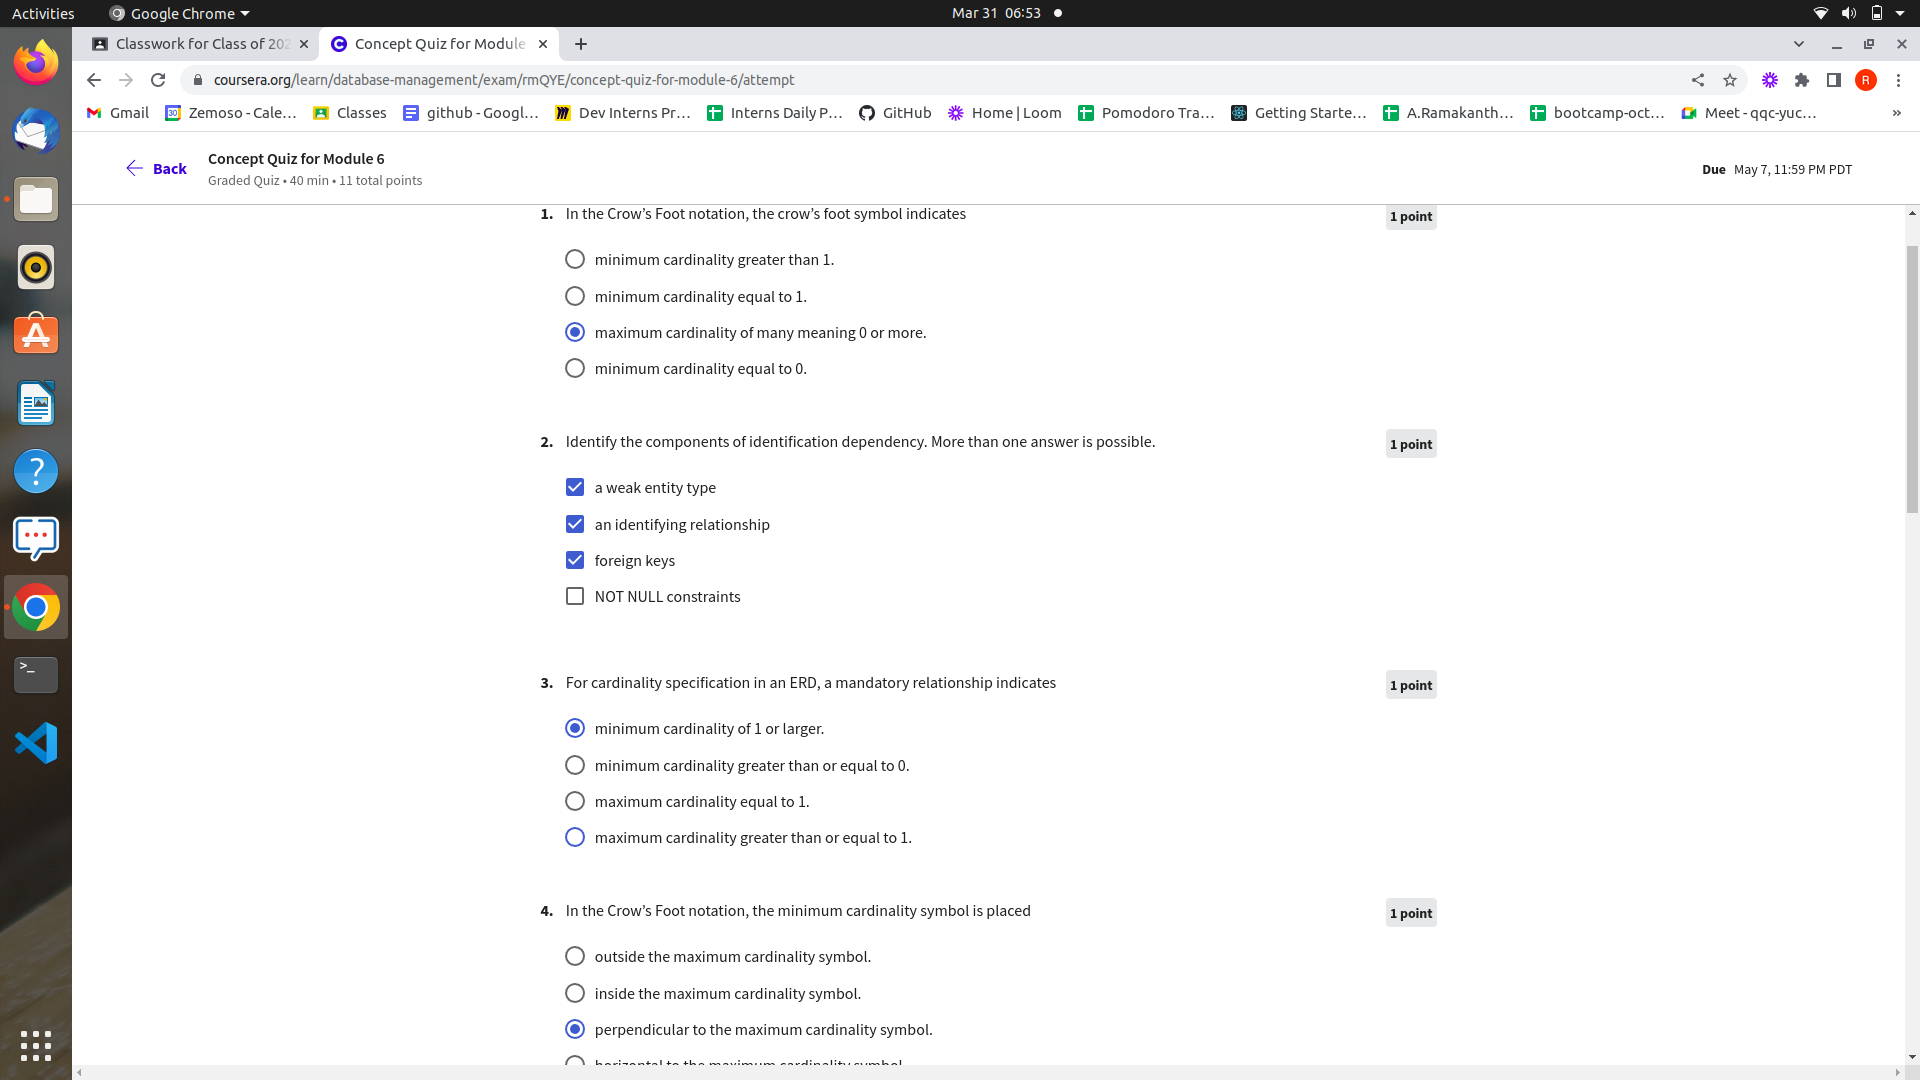 Activities
Google Chrome
Mar 31 06:53
Classwork for Class of 202
Concept Quiz for Module
coursera.org/learn/database-management/exam/rmQYE/concept-quiz-for-module-6/attempt
R
Gmail
30
Zemoso - Cale...
Classes
github - Googl...
Dev Interns Pr...
Interns Daily P...
GitHub
Home | Loom
Pomodoro Tra...
Getting Starte...
A.Ramakanth...
bootcamp-oct...
Meet - qqc-yuc...
»
Back
Concept Quiz for Module 6
Graded Quiz • 40 min • 11 total points
Due May 7, 11:59 PM PDT
1. In the Crow’s Foot notation, the crow’s foot symbol indicates
1 point
minimum cardinality greater than 1.
minimum cardinality equal to 1.
maximum cardinality of many meaning 0 or more.
minimum cardinality equal to 0.
2. Identify the components of identification dependency. More than one answer is possible.
1 point
a weak entity type
an identifying relationship
foreign keys
NOT NULL constraints
3. For cardinality specification in an ERD, a mandatory relationship indicates
1 point
minimum cardinality of 1 or larger.
minimum cardinality greater than or equal to 0.
maximum cardinality equal to 1.
maximum cardinality greater than or equal to 1.
4. In the Crow’s Foot notation, the minimum cardinality symbol is placed
1 point
outside the maximum cardinality symbol.
inside the maximum cardinality symbol.
perpendicular to the maximum cardinality symbol.
horizontal to the maximum cardinality symbol.